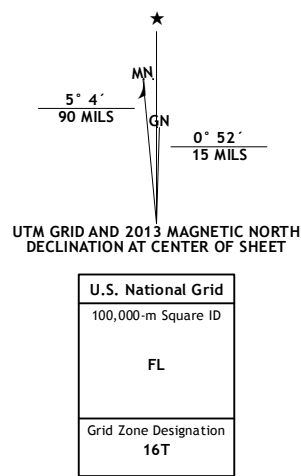 ★
MN.
5° 4´
90 MILS
GN
0° 52´
15 MILS
UTM GRID AND 2013 MAGNETIC NORTH
DECLINATION AT CENTER OF SHEET
U.S. National Grid
100,000-m Square ID
FL
Grid Zone Designation
16T